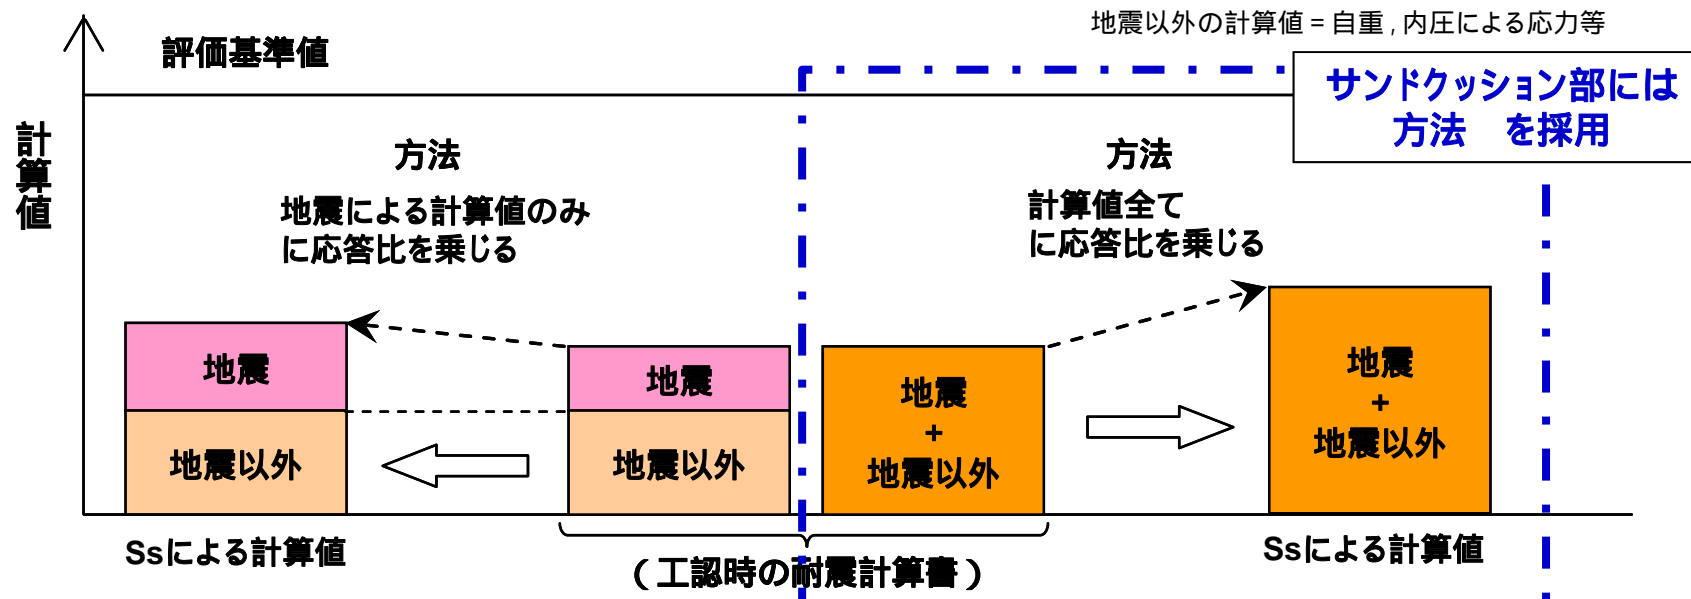 地震以外の計算値 = 自重 , 内圧による応力等
評価基準値
サンドクッション部には
方法　を採用
計算値
方法
地震による計算値のみ
に応答比を乗じる
方法
計算値全て
に応答比を乗じる
地震
地震以外
地震
地震以外
地震
+
地震以外
地震
+
地震以外
Ssによる計算値
（工認時の耐震計算書）
Ssによる計算値